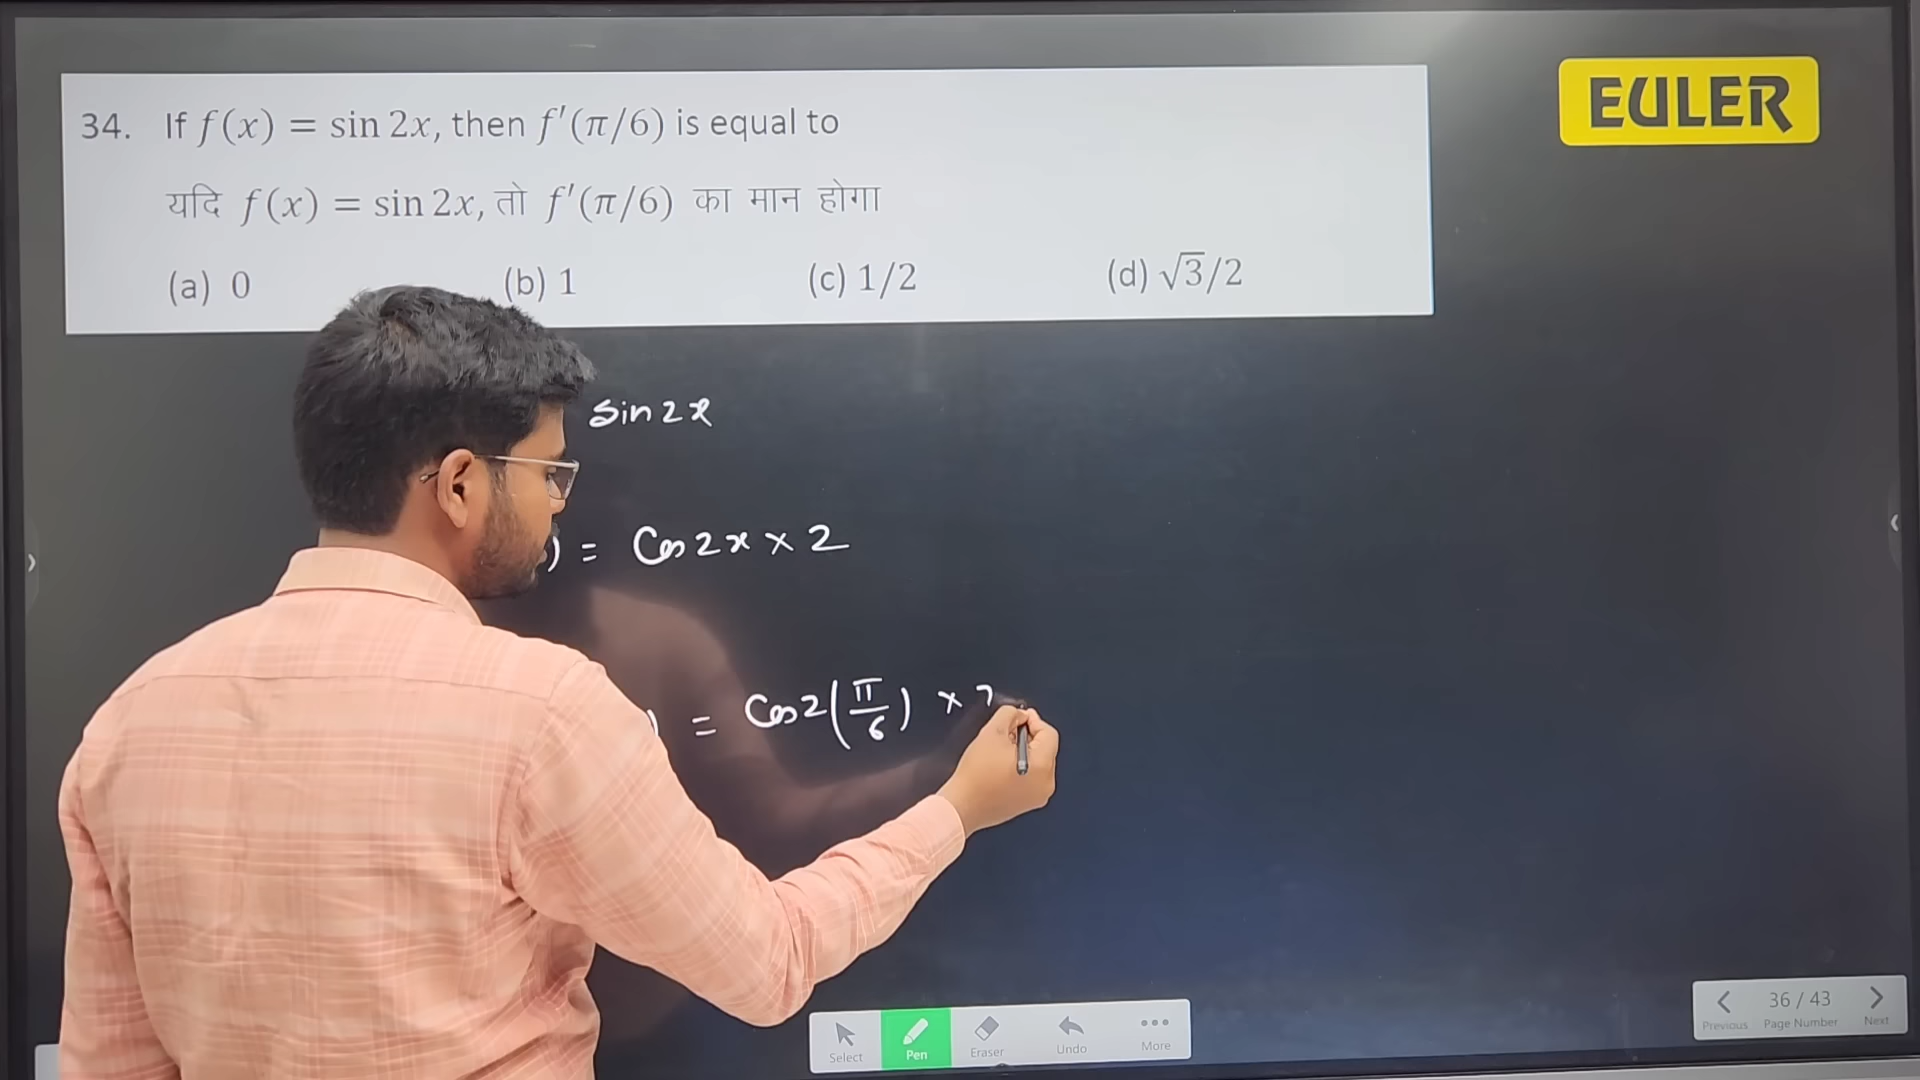 EULER
34. If f(x) = sin 2x, then f′(π/6) is equal to
यदि f(x) = sin 2x, तो f′(π/6) का मान होगा
(a) 0 (b) 1 (c) 1/2 (d) √3/2
sin 2x
) = Cos 2x × 2
) = Cos 2(π/6) × 2
Select Pen Eraser Undo More
36 / 43
Previous Page Number Next